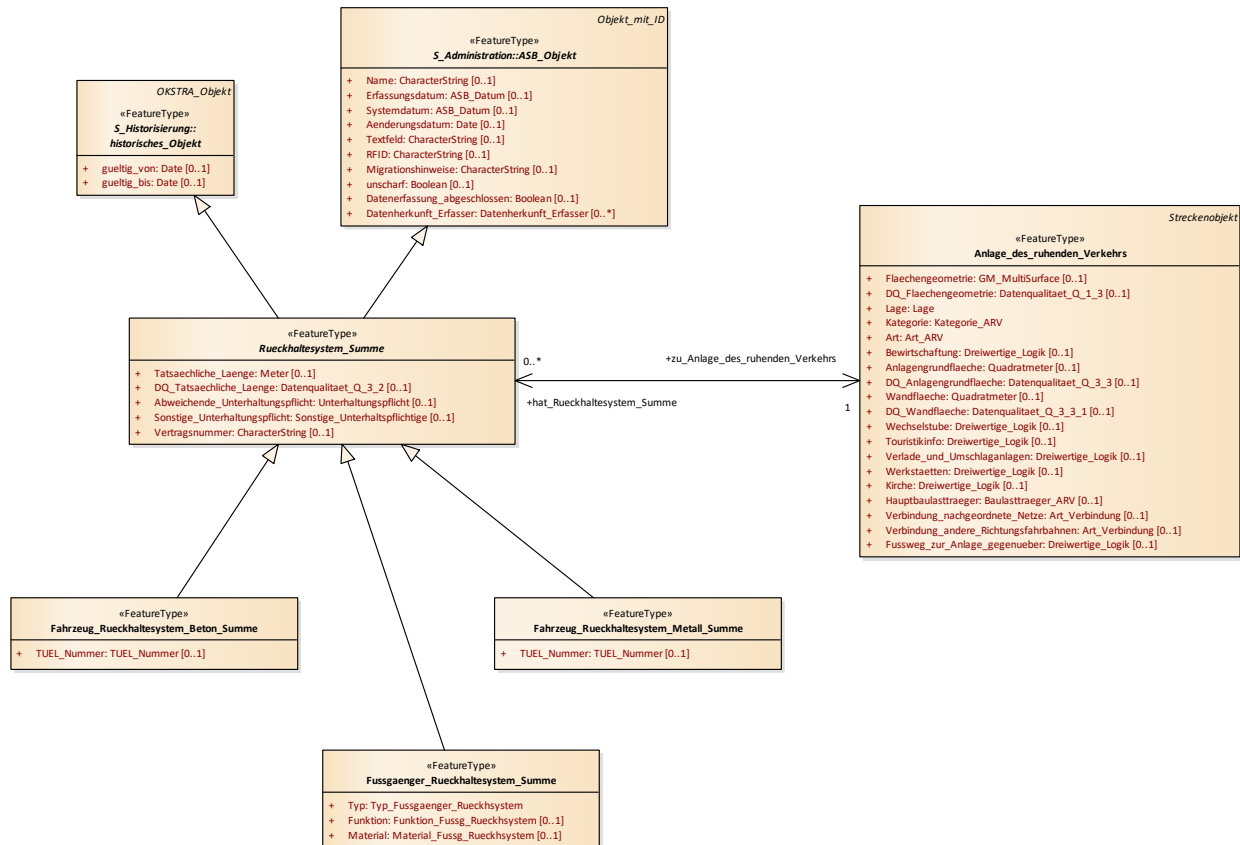 Objekt_mit_ID
«FeatureType»
S_Administration::ASB_Objekt
+ Name: CharacterString [0..1]
+ Erfassungsdatum: ASB_Datum [0..1]
+ Systemdatum: ASB_Datum [0..1]
+ Aenderungsdatum: Date [0..1]
+ Textfeld: CharacterString [0..1]
+ RFID: CharacterString [0..1]
+ Migrationshinweise: CharacterString [0..1]
+ unscharf: Boolean [0..1]
+ Datenerfassung_abgeschlossen: Boolean [0..1]
+ Datenherkunft_Erfasser: Datenherkunft_Erfasser [0..*]
OKSTRA_Objekt
«FeatureType»
S_Historisierung::
historisches_Objekt
+ gueltig_von: Date [0..1]
+ gueltig_bis: Date [0..1]
Streckenobjekt
«FeatureType»
Anlage_des_ruhenden_Verkehrs
+ Flaechengeometrie: GM_MultiSurface [0..1]
+ DQ_Flaechengeometrie: Datenqualitaet_Q_1_3 [0..1]
+ Lage: Lage
+ Kategorie: Kategorie_ARV
+ Art: Art_ARV
+ Bewirtschaftung: Dreiwertige_Logik [0..1]
+ Anlagengrundflaeche: Quadratmeter [0..1]
+ DQ_Anlagengrundflaeche: Datenqualitaet_Q_3_3 [0..1]
+ Wandflaeche: Quadratmeter [0..1]
+ DQ_Wandflaeche: Datenqualitaet_Q_3_3_1 [0..1]
+ Wechselstube: Dreiwertige_Logik [0..1]
+ Touristikinfo: Dreiwertige_Logik [0..1]
+ Verlade_und_Umschlaganlagen: Dreiwertige_Logik [0..1]
+ Werkstaetten: Dreiwertige_Logik [0..1]
+ Kirche: Dreiwertige_Logik [0..1]
+ Hauptbaulasttraeger: Baulasttraeger_ARV [0..1]
+ Verbindung_nachgeordnete_Netze: Art_Verbindung [0..1]
+ Verbindung_andere_Richtungsfahrbahnen: Art_Verbindung [0..1]
+ Fussweg_zur_Anlage_gegenueber: Dreiwertige_Logik [0..1]
«FeatureType»
Rueckhaltesystem_Summe
+ Tatsaechliche_Laenge: Meter [0..1]
+ DQ_Tatsaechliche_Laenge: Datenqualitaet_Q_3_2 [0..1]
+ Abweichende_Unterhaltungspflicht: Unterhaltungspflicht [0..1]
+ Sonstige_Unterhaltungspflicht: Sonstige_Unterhaltspflichtige [0..1]
+ Vertragsnummer: CharacterString [0..1]
0..*
+zu_Anlage_des_ruhenden_Verkehrs
+hat_Rueckhaltesystem_Summe
1
«FeatureType»
Fahrzeug_Rueckhaltesystem_Beton_Summe
+ TUEL_Nummer: TUEL_Nummer [0..1]
«FeatureType»
Fahrzeug_Rueckhaltesystem_Metall_Summe
+ TUEL_Nummer: TUEL_Nummer [0..1]
«FeatureType»
Fussgaenger_Rueckhaltesystem_Summe
+ Typ: Typ_Fussgaenger_Rueckhsystem
+ Funktion: Funktion_Fussg_Rueckhsystem [0..1]
+ Material: Material_Fussg_Rueckhsystem [0..1]